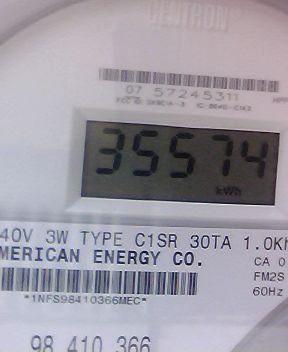 CENTRON®
07 57245311
35574
kWh
40V 3W TYPE C1SR 30TA 1.0Kh
MERICAN ENERGY CO.
CA 0
FM2S
60Hz
*1NFS98410366MEC*
98 410 366